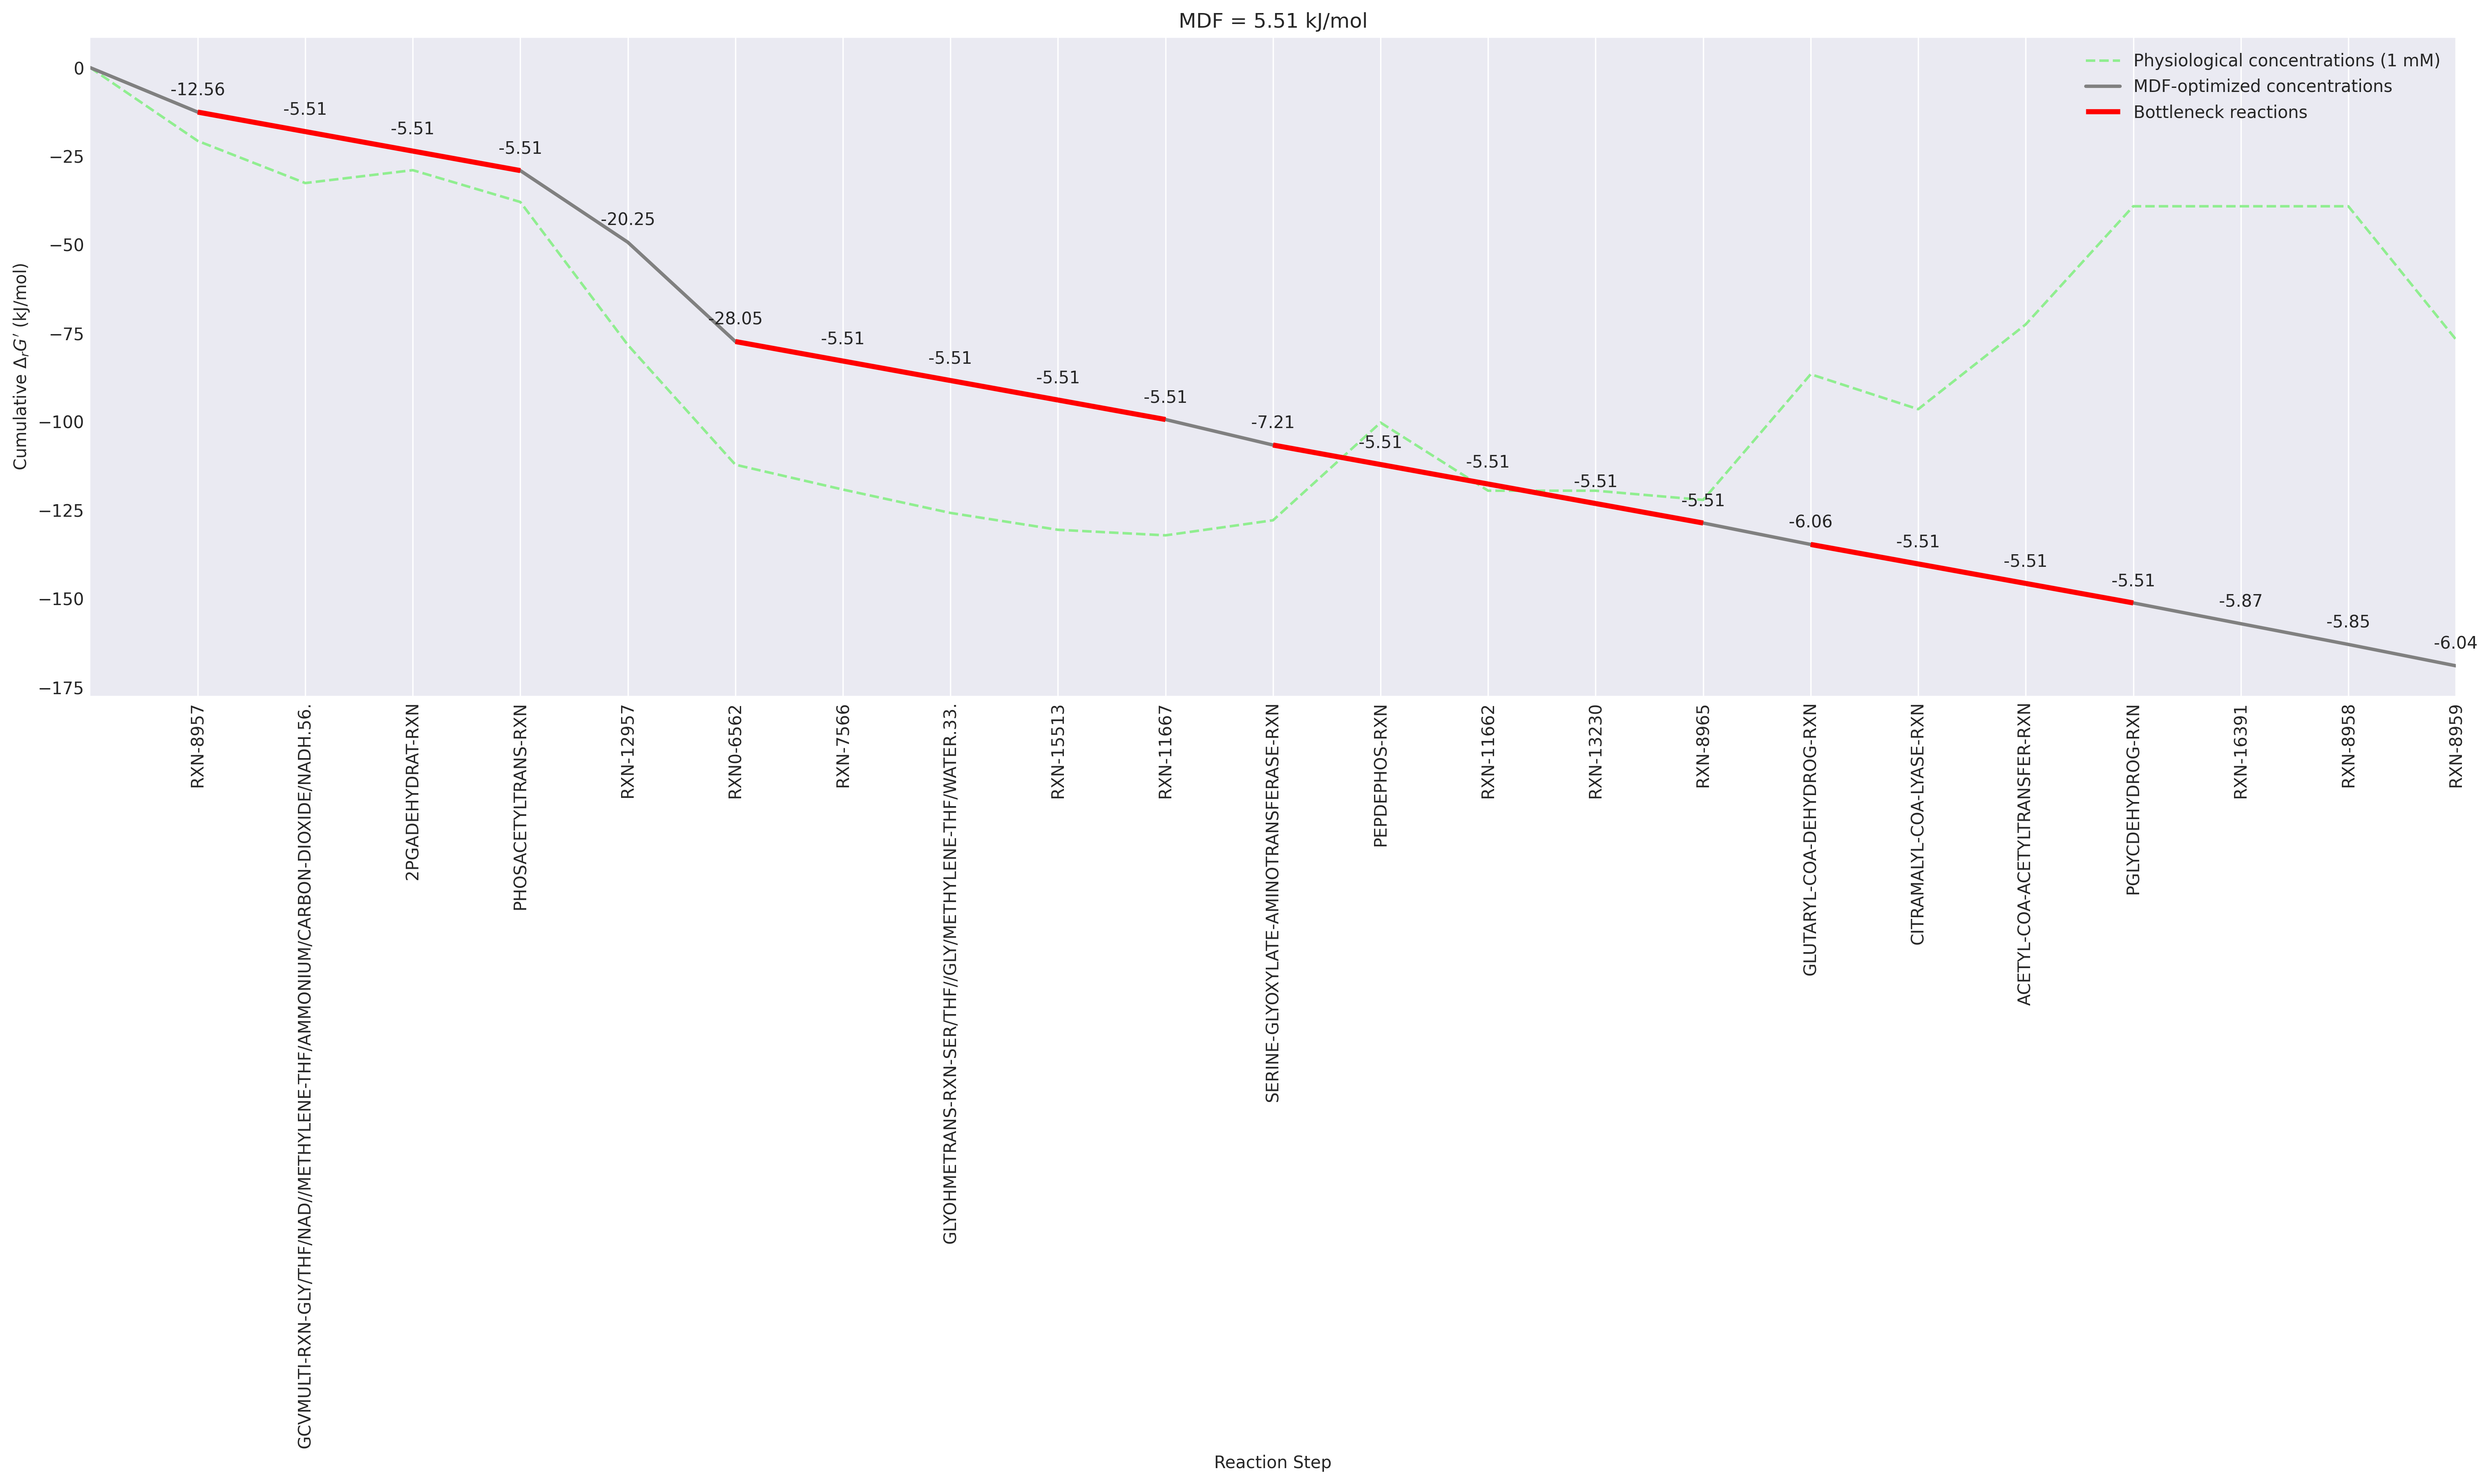 MDF = 5.51 kJ/mol
Physiological concentrations (1 mM)
MDF-optimized concentrations
Bottleneck reactions
Cumulative ΔrG′ (kJ/mol)
0
−25
−50
−75
−100
−125
−150
−175
-12.56
-5.51
-5.51
-5.51
-20.25
-28.05
-5.51
-5.51
-5.51
-5.51
-7.21
-5.51
-5.51
-5.51
-5.51
-6.06
-5.51
-5.51
-5.51
-5.87
-5.85
-6.04
RXN-8957
GCVMULTI-RXN-GLY/THF/NAD//METHYLENE-THF/AMMONIUM/CARBON-DIOXIDE/NADH.56.
2PGADEHYDRAT-RXN
PHOSACETYLTRANS-RXN
RXN-12957
RXN0-6562
RXN-7566
GLYOHMETRANS-RXN-SER/THF//GLY/METHYLENE-THF/WATER.33.
RXN-15513
RXN-11667
SERINE-GLYOXYLATE-AMINOTRANSFERASE-RXN
PEPDEPHOS-RXN
RXN-11662
RXN-13230
RXN-8965
GLUTARYL-COA-DEHYDROG-RXN
CITRAMALYL-COA-LYASE-RXN
ACETYL-COA-ACETYLTRANSFER-RXN
PGLYCDEHYDROG-RXN
RXN-16391
RXN-8958
RXN-8959
Reaction Step